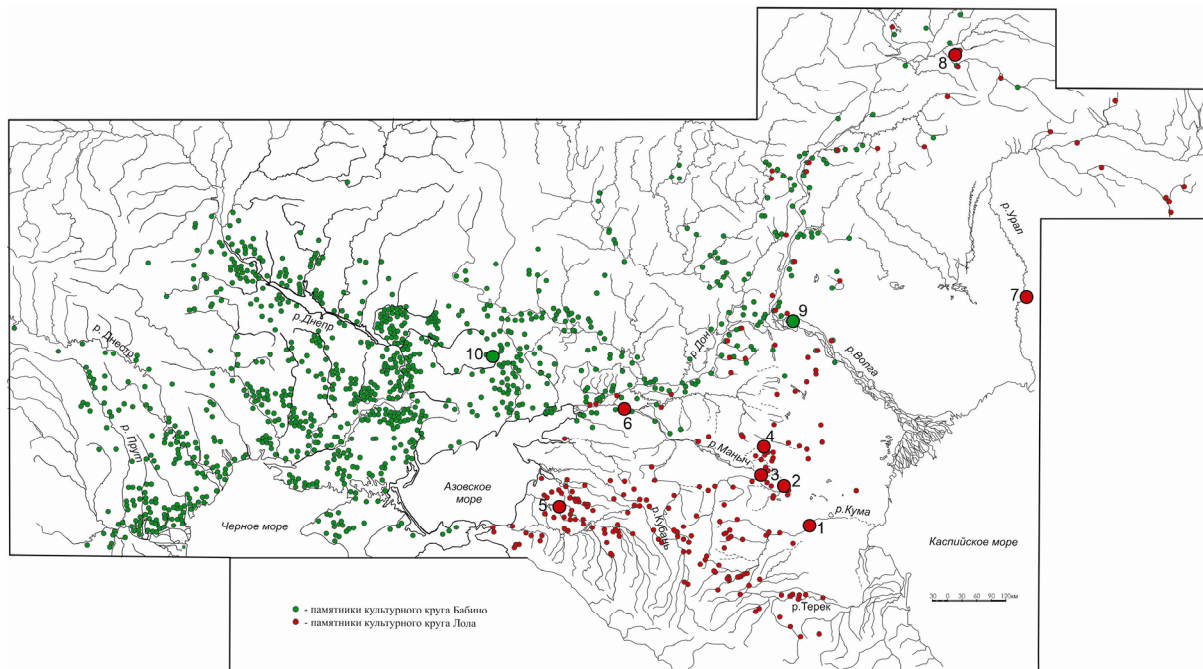 8
р.Урал
7
р. Днестр
р.Днепр
10
р.Дон
9
р.Волга
6
р. Прут
4
р.Маныч
3
2
Азовское
море
5
р.Кубань
1
р.Кума
Черное море
Каспийское море
30 0 30 60 90 120км
- памятники культурного круга Бабино
- памятники культурного круга Лола
р.Терек